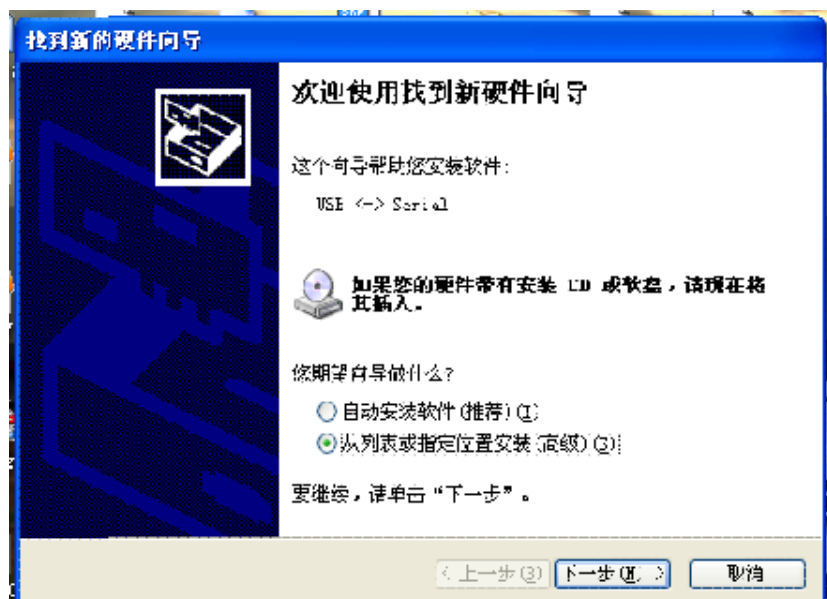 找到新的硬件向导
欢迎使用找到新硬件向导
这个向导帮助您安装软件:
USB <-> Serial
如果您的硬件带有安装 CD 或软盘，请现在将
其插入。
您期望向导做什么?
自动安装软件(推荐)(I)
从列表或指定位置安装(高级)(S)
要继续，请单击“下一步”。
< 上一步(B)
下一步(N) >
取消